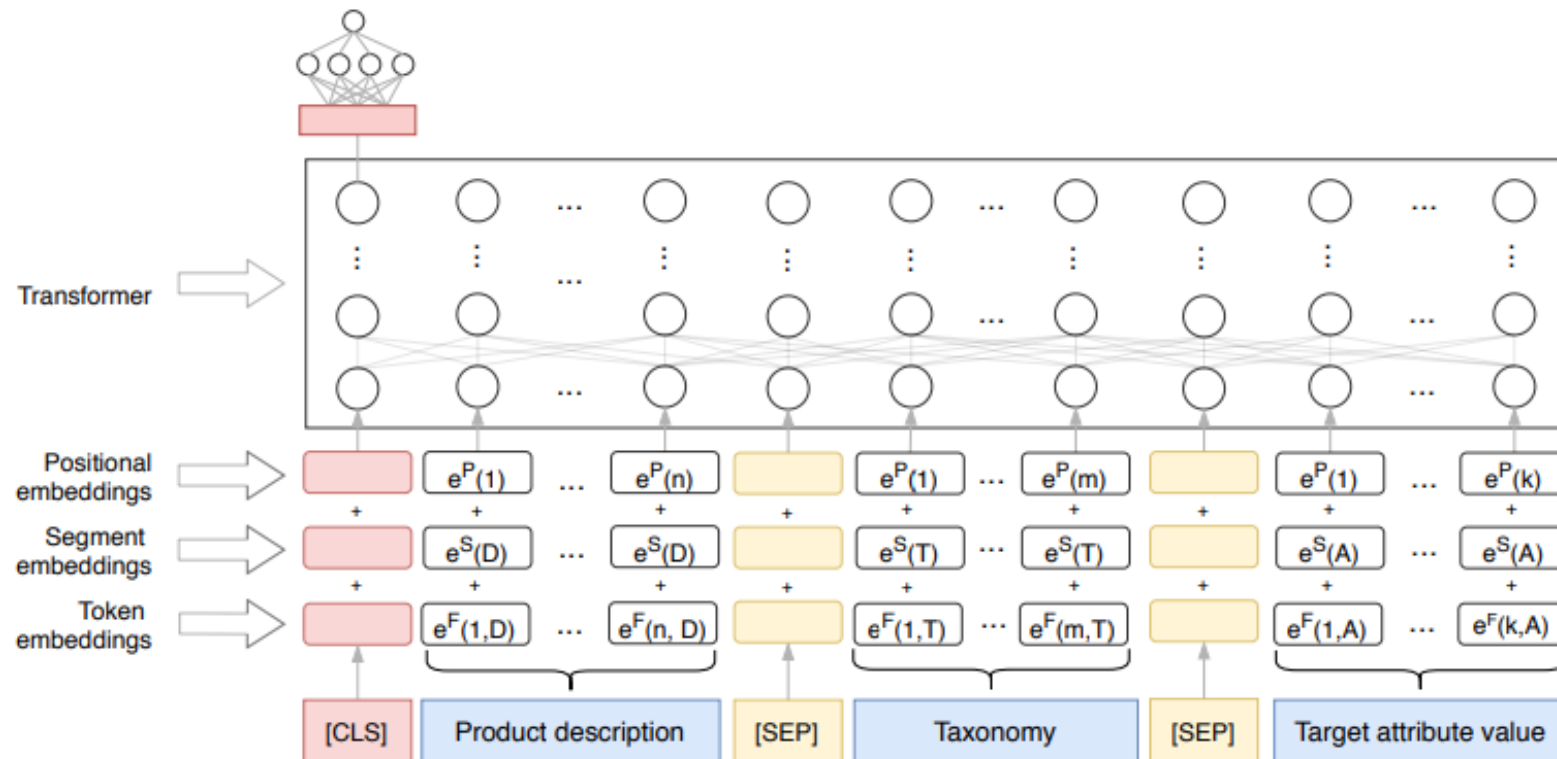 ...
⋮ ⋮ ... ⋮ ⋮ ⋮ ... ⋮ ⋮ ⋮ ... ⋮
Transformer
... ... ...
... ... ...
Positional
embeddings
e^P(1) ... e^P(n) e^P(1) ... e^P(m) e^P(1) ... e^P(k)
+ + + + + + + + +
Segment
embeddings
e^S(D) ... e^S(D) e^S(T) ... e^S(T) e^S(A) ... e^S(A)
+ + + + + + + + +
Token
embeddings
e^F(1,D) ... e^F(n, D) e^F(1,T) ... e^F(m,T) e^F(1,A) ... e^F(k,A)
[CLS] Product description [SEP] Taxonomy [SEP] Target attribute value